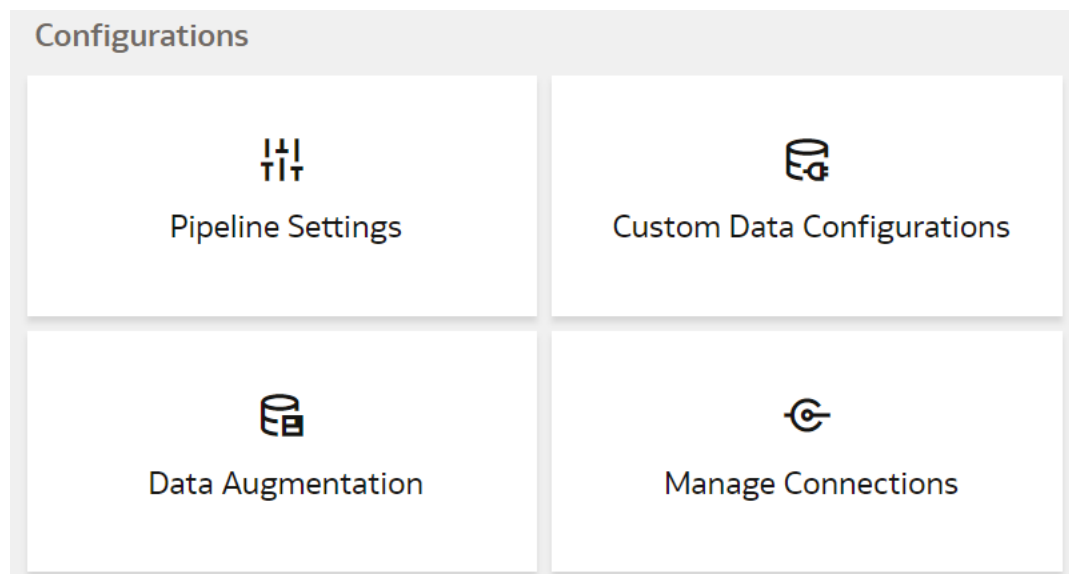 Configurations
Pipeline Settings
Custom Data Configurations
Data Augmentation
Manage Connections